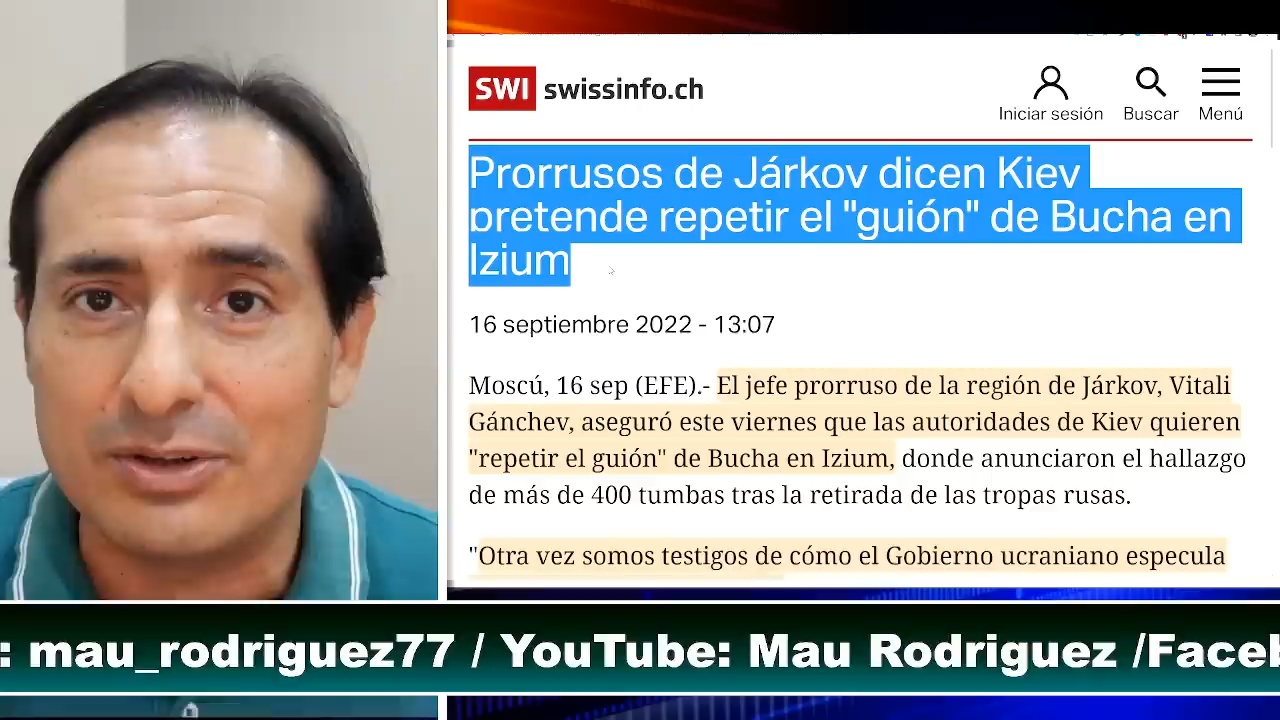 SWI swissinfo.ch
Iniciar sesión Buscar Menú
Prorrusos de Járkov dicen Kiev
pretende repetir el "guión" de Bucha en
Izium
16 septiembre 2022 - 13:07
Moscú, 16 sep (EFE).- El jefe prorruso de la región de Járkov, Vitali
Gánchev, aseguró este viernes que las autoridades de Kiev quieren
"repetir el guión" de Bucha en Izium, donde anunciaron el hallazgo
de más de 400 tumbas tras la retirada de las tropas rusas.
"Otra vez somos testigos de cómo el Gobierno ucraniano especula
: mau_rodriguez77 / YouTube: Mau Rodriguez /Faceb